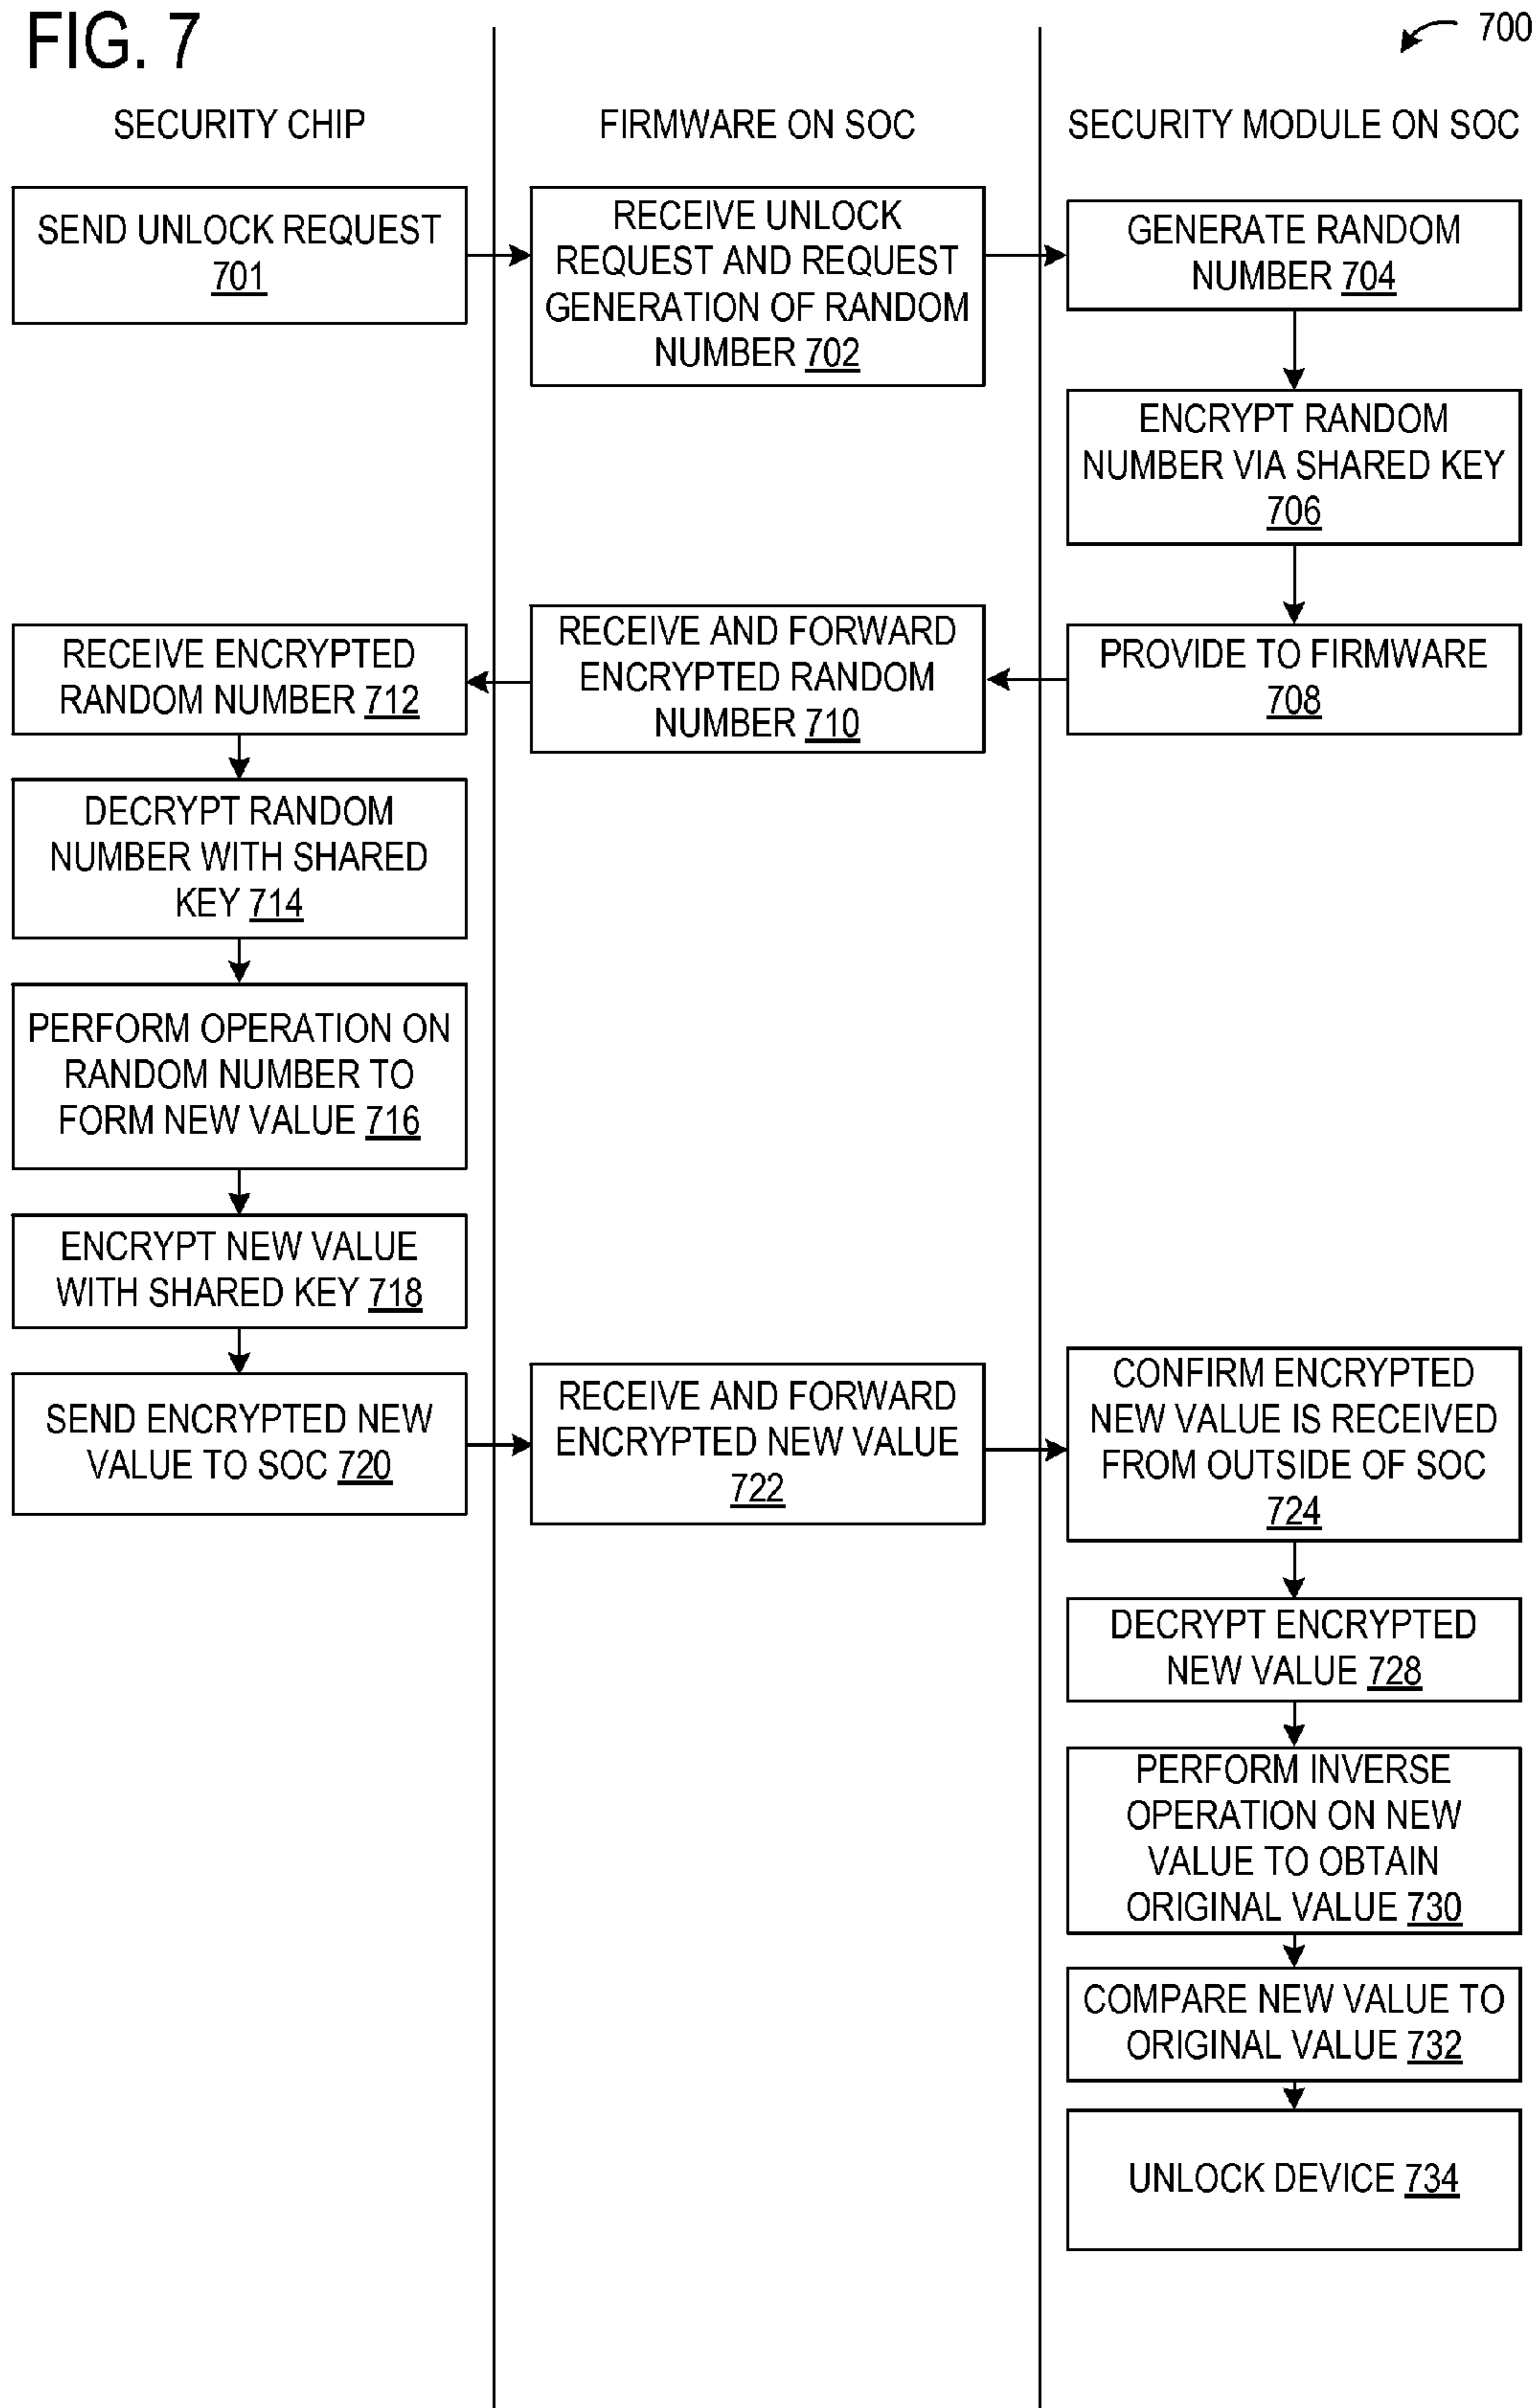 FIG. 7
700
SECURITY CHIP
FIRMWARE ON SOC
SECURITY MODULE ON SOC
SEND UNLOCK REQUEST
701
RECEIVE UNLOCK
REQUEST AND REQUEST
GENERATION OF RANDOM
NUMBER 702
GENERATE RANDOM
NUMBER 704
ENCRYPT RANDOM
NUMBER VIA SHARED KEY
706
PROVIDE TO FIRMWARE
708
RECEIVE AND FORWARD
ENCRYPTED RANDOM
NUMBER 710
RECEIVE ENCRYPTED
RANDOM NUMBER 712
DECRYPT RANDOM
NUMBER WITH SHARED
KEY 714
PERFORM OPERATION ON
RANDOM NUMBER TO
FORM NEW VALUE 716
ENCRYPT NEW VALUE
WITH SHARED KEY 718
SEND ENCRYPTED NEW
VALUE TO SOC 720
RECEIVE AND FORWARD
ENCRYPTED NEW VALUE
722
CONFIRM ENCRYPTED
NEW VALUE IS RECEIVED
FROM OUTSIDE OF SOC
724
DECRYPT ENCRYPTED
NEW VALUE 728
PERFORM INVERSE
OPERATION ON NEW
VALUE TO OBTAIN
ORIGINAL VALUE 730
COMPARE NEW VALUE TO
ORIGINAL VALUE 732
UNLOCK DEVICE 734